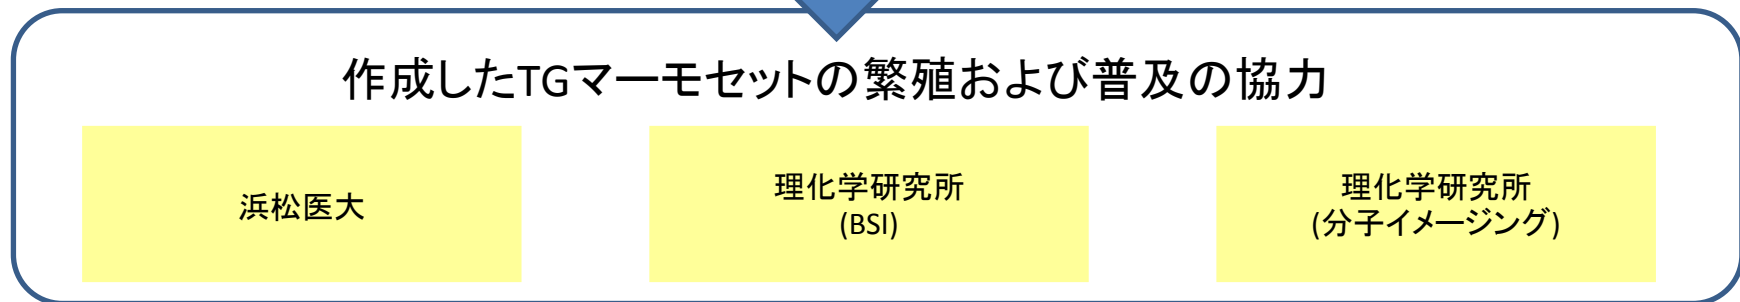 作成したTGマーモセットの繁殖および普及の協力
浜松医大
理化学研究所
(BSI)
理化学研究所
(分子イメージング)